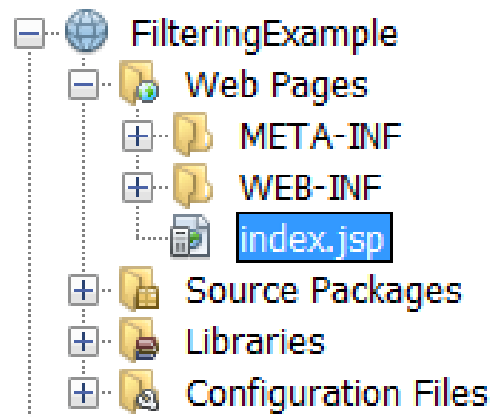 FilteringExample
Web Pages
META-INF
WEB-INF
index.jsp
Source Packages
Libraries
Configuration Files